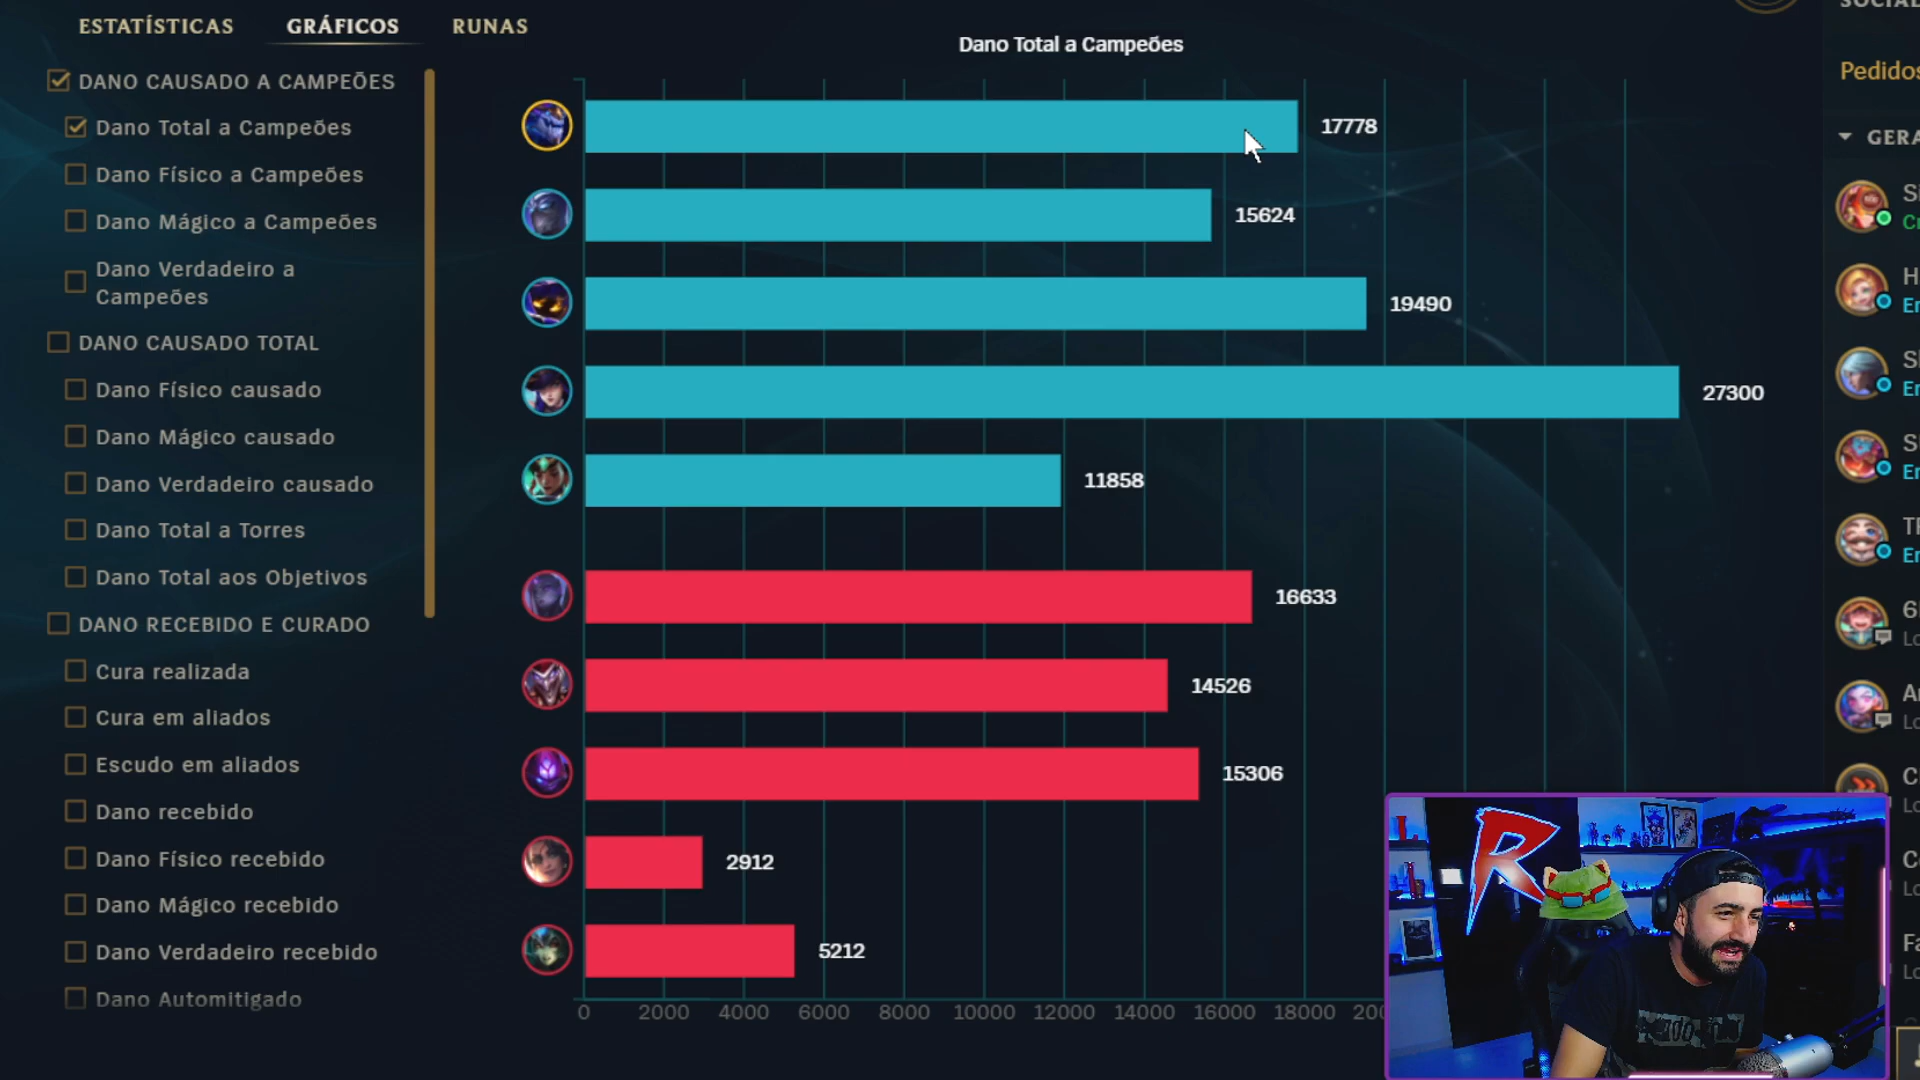 ESTATÍSTICAS
GRÁFICOS
RUNAS
DANO CAUSADO A CAMPEÕES
Dano Total a Campeões
Dano Físico a Campeões
Dano Mágico a Campeões
Dano Verdadeiro a
Campeões
DANO CAUSADO TOTAL
Dano Físico causado
Dano Mágico causado
Dano Verdadeiro causado
Dano Total a Torres
Dano Total aos Objetivos
DANO RECEBIDO E CURADO
Cura realizada
Cura em aliados
Escudo em aliados
Dano recebido
Dano Físico recebido
Dano Mágico recebido
Dano Verdadeiro recebido
Dano Automitigado
Dano Total a Campeões
17778
15624
19490
27300
11858
16633
14526
15306
2912
5212
0 2000 4000 6000 8000 10000 12000 14000 16000 18000
R
Pedidos